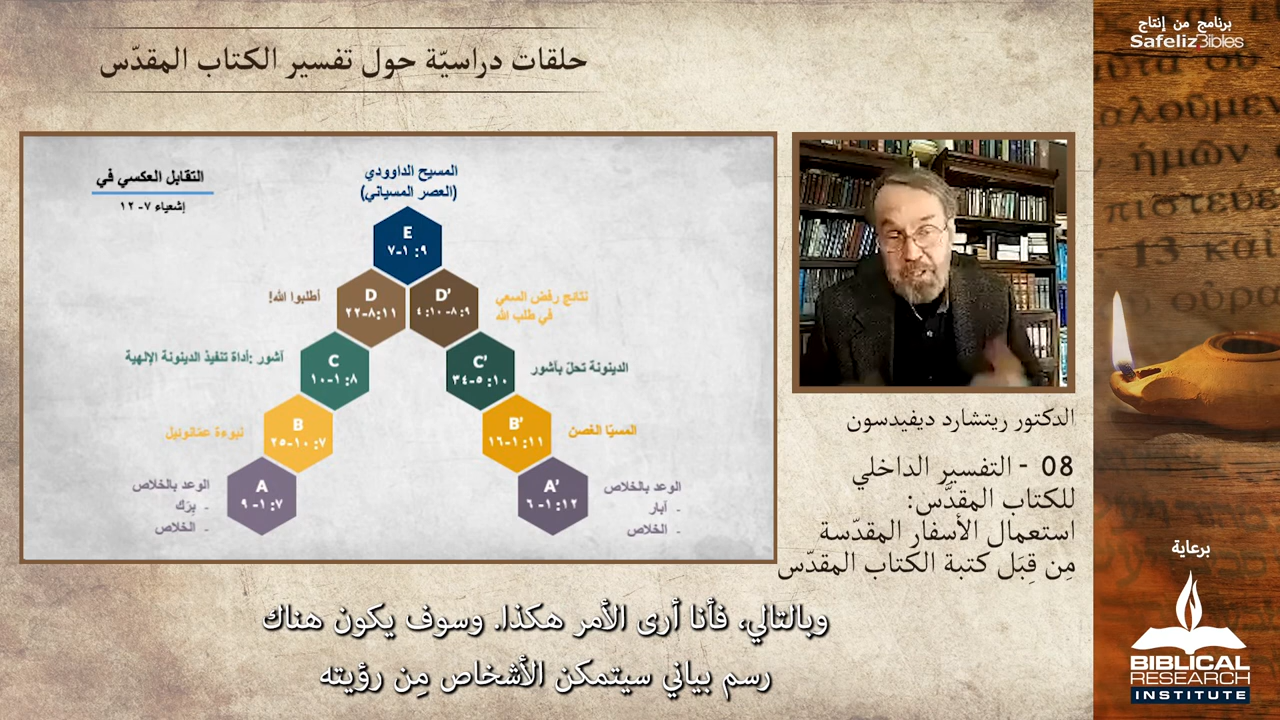 برنامج من إنتاج
Safeliz Bibles
حلقات دراسيّة حول تفسير الكتاب المقدّس
التقابل العكسي في
إشعياء ٧- ١٢
المسيح الداوودي
(العصر المسياني)
E
٩: ١-٧
أطلبوا الله!
D
١١:٨-٢٢
D'
٩: ٨-١٠: ٤
نتائج رفض السعي
في طلب الله
آشور :أداة تنفيذ الدينونة الإلهية
C
٨: ١-١٠
C'
١٠: ٥-٣٤
الدينونة تحلّ بآشور
نبوءة عمّانوئيل
B
٧: ١٠-٢٥
B'
١١: ١-١٦
المسيّا الغصن
الوعد بالخلاص
- بِرَك
- الخلاص
A
٧: ١- ٩
A'
١٢: ١- ٦
الوعد بالخلاص
- آبار
- الخلاص
الدكتور ريتشارد ديفيدسون
08 - التفسير الداخلي
للكتاب المقدَّس:
استعمال الأسفار المقدّسة
مِن قِبَل كتبة الكتاب المقدّس
وبالتالي، فأنا أرى الأمر هكذا. وسوف يكون هناك
رسم بياني سيتمكن الأشخاص مِن رؤيته
برعاية
BIBLICAL
RESEARCH
INSTITUTE